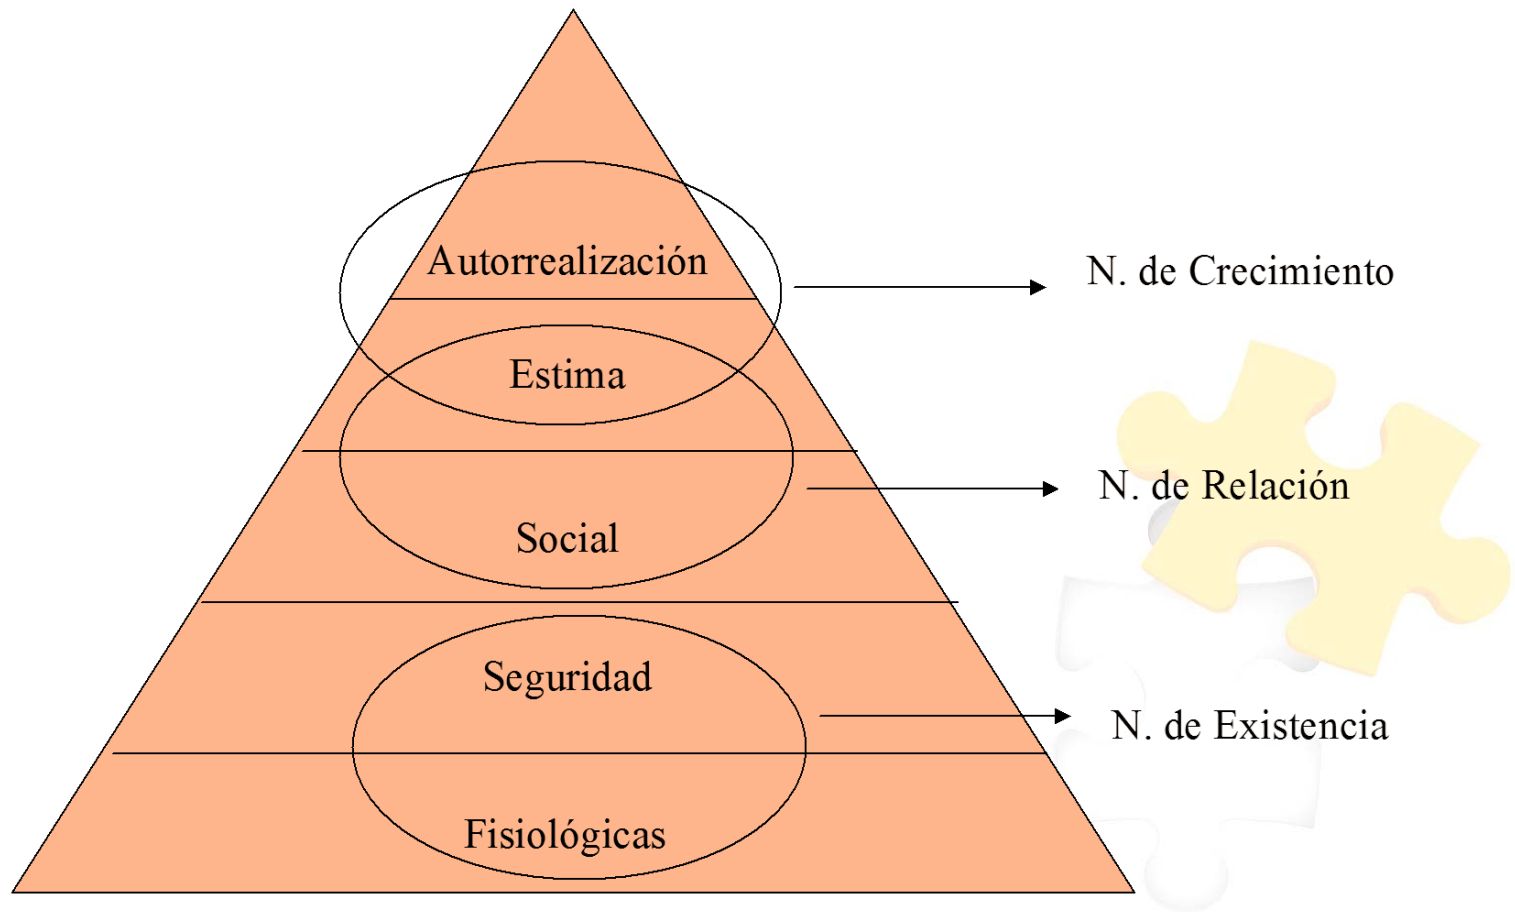 Autorrealización
N. de Crecimiento
Estima
N. de Relación
Social
Seguridad
N. de Existencia
Fisiológicas